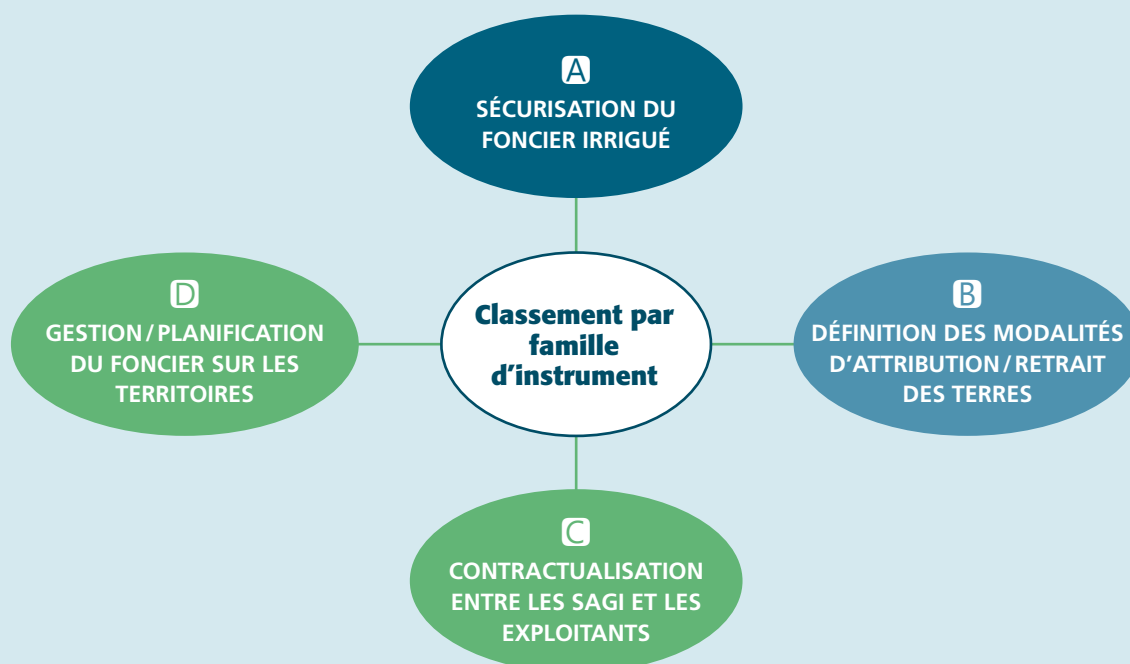 A
SÉCURISATION DU
FONCIER IRRIGUÉ
D
GESTION / PLANIFICATION
DU FONCIER SUR LES
TERRITOIRES
Classement par
famille
d’instrument
B
DÉFINITION DES MODALITÉS
D’ATTRIBUTION / RETRAIT
DES TERRES
C
CONTRACTUALISATION
ENTRE LES SAGI ET LES
EXPLOITANTS